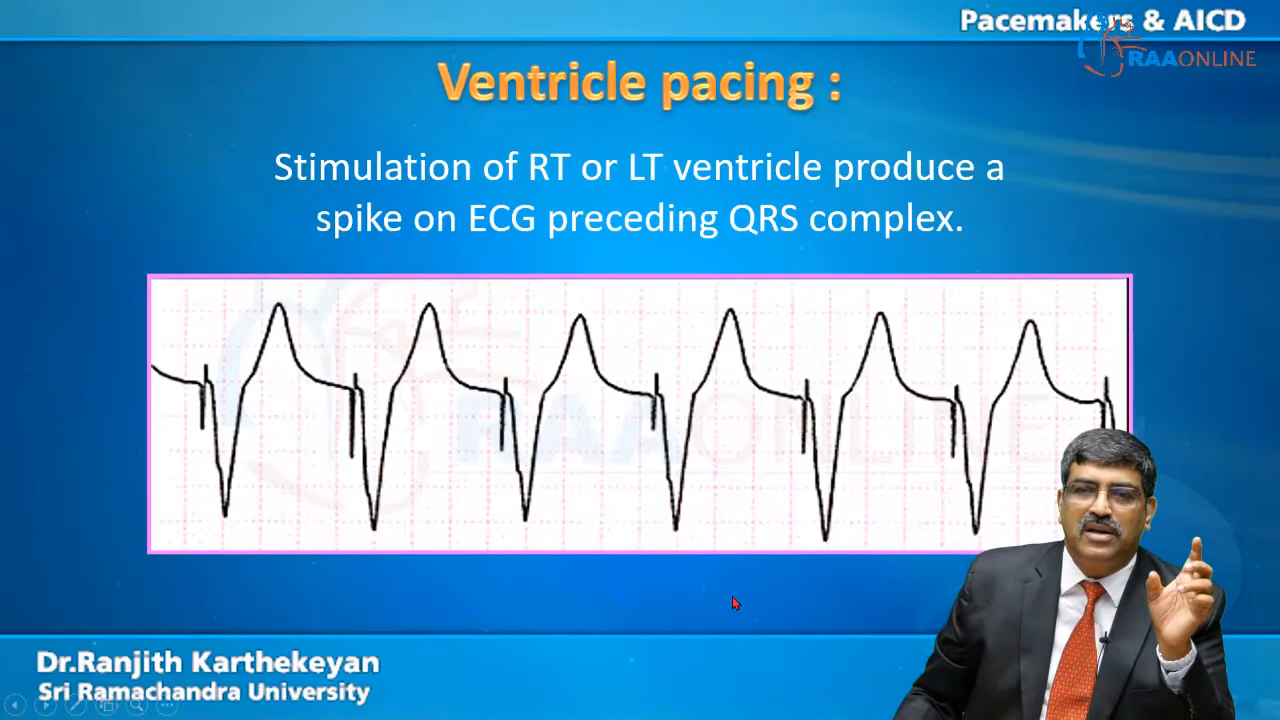 Pacemakers & AICD
RAAONLINE
Ventricle pacing :
Stimulation of RT or LT ventricle produce a
spike on ECG preceding QRS complex.
RAAONLINE
Dr.Ranjith Karthekeyan
Sri Ramachandra University